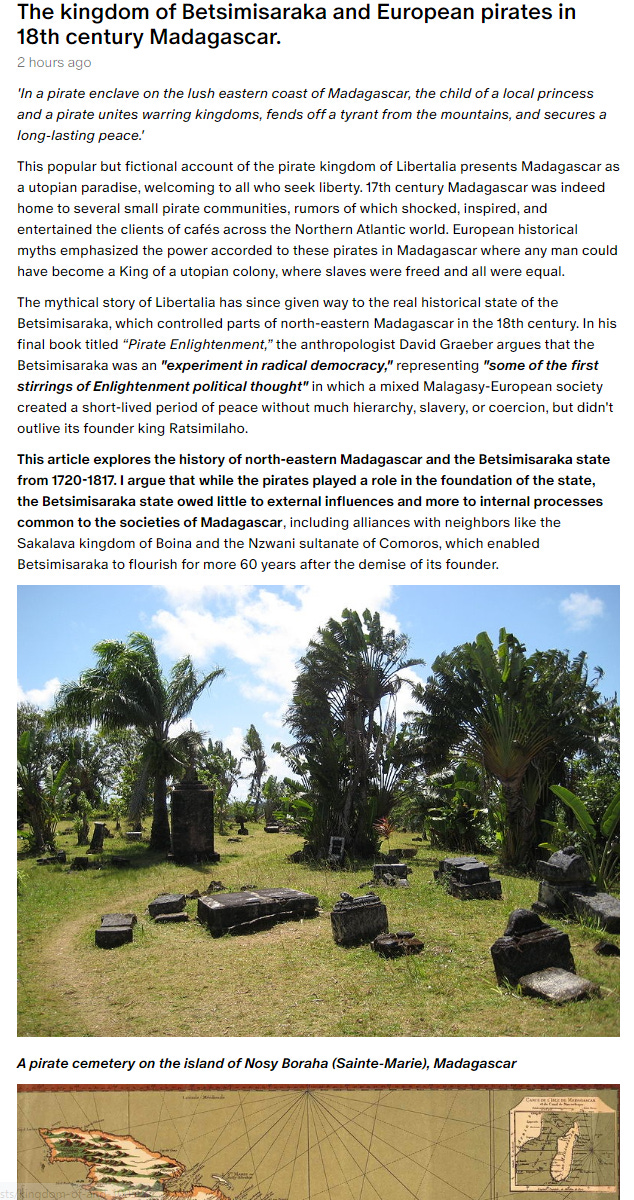 The kingdom of Betsimisaraka and European pirates in
18th century Madagascar.
2 hours ago
'In a pirate enclave on the lush eastern coast of Madagascar, the child of a local princess
and a pirate unites warring kingdoms, fends off a tyrant from the mountains, and secures a
long-lasting peace.'
This popular but fictional account of the pirate kingdom of Libertalia presents Madagascar as
a utopian paradise, welcoming to all who seek liberty. 17th century Madagascar was indeed
home to several small pirate communities, rumors of which shocked, inspired, and
entertained the clients of cafés across the Northern Atlantic world. European historical
myths emphasized the power accorded to these pirates in Madagascar where any man could
have become a King of a utopian colony, where slaves were freed and all were equal.
The mythical story of Libertalia has since given way to the real historical state of the
Betsimisaraka, which controlled parts of north-eastern Madagascar in the 18th century. In his
final book titled “Pirate Enlightenment,” the anthropologist David Graeber argues that the
Betsimisaraka was an "experiment in radical democracy," representing "some of the first
stirrings of Enlightenment political thought" in which a mixed Malagasy-European society
created a short-lived period of peace without much hierarchy, slavery, or coercion, but didn't
outlive its founder king Ratsimilaho.
This article explores the history of north-eastern Madagascar and the Betsimisaraka state
from 1720-1817. I argue that while the pirates played a role in the foundation of the state,
the Betsimisaraka state owed little to external influences and more to internal processes
common to the societies of Madagascar, including alliances with neighbors like the
Sakalava kingdom of Boina and the Nzwani sultanate of Comoros, which enabled
Betsimisaraka to flourish for more 60 years after the demise of its founder.
A pirate cemetery on the island of Nosy Boraha (Sainte-Marie), Madagascar